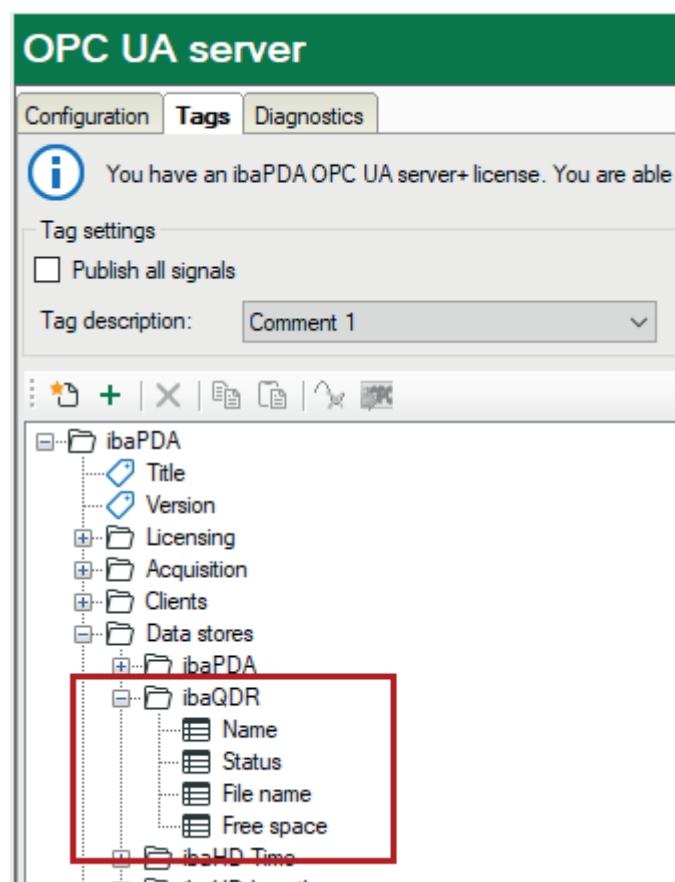 OPC UA server
Configuration Tags Diagnostics
You have an ibaPDA OPC UA server+ license. You are able
Tag settings
Publish all signals
Tag description: Comment 1
ibaPDA
Title
Version
Licensing
Acquisition
Clients
Data stores
ibaPDA
ibaQDR
Name
Status
File name
Free space
ibaHD-Time